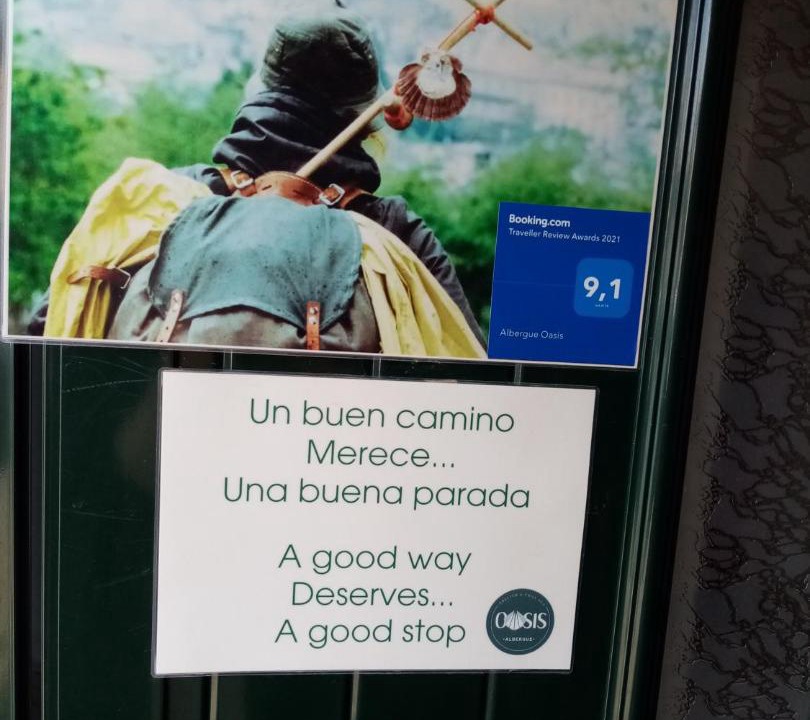 Booking.com
Traveller Review Awards 2021
9,1
Albergue Oasis
Un buen camino
Merece...
Una buena parada
A good way
Deserves...
A good stop
OASIS
-ALBERGUE-